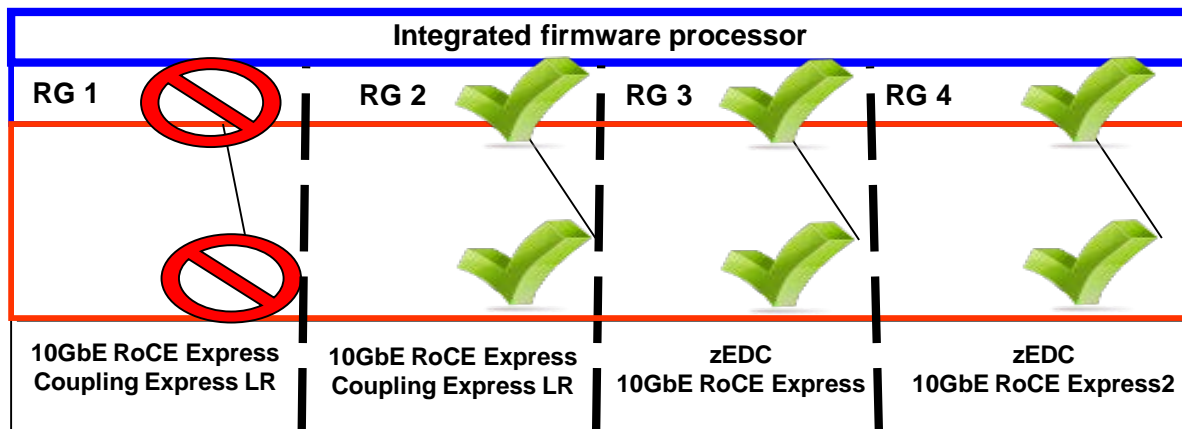 Integrated firmware processor
RG 1
RG 2
RG 3
RG 4
10GbE RoCE Express
Coupling Express LR
10GbE RoCE Express
Coupling Express LR
zEDC
10GbE RoCE Express
zEDC
10GbE RoCE Express2